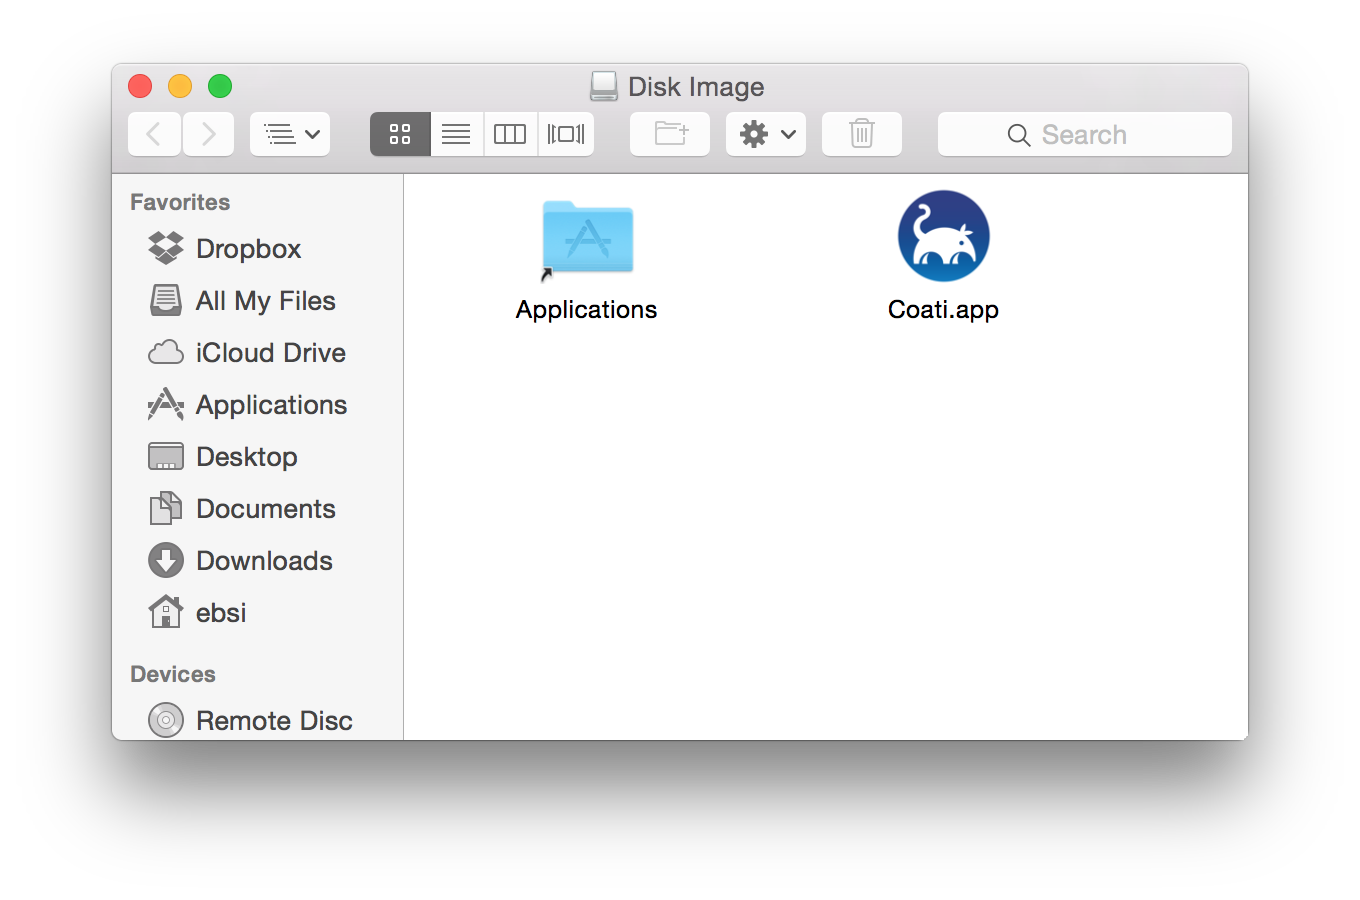 Disk Image
Search
Favorites
Dropbox
All My Files
iCloud Drive
Applications
Desktop
Documents
Downloads
ebsi
Devices
Remote Disc
Applications
Coati.app